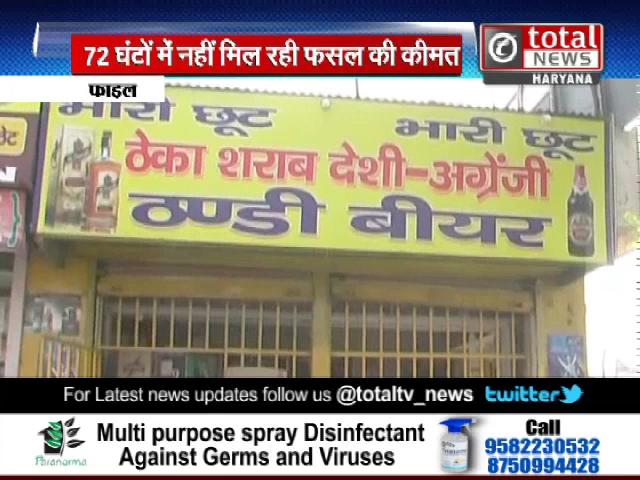 72 घंटों में नहीं मिल रही फसल की कीमत
total
NEWS
HARYANA
फाइल
भारी छूट
भारी छूट
ठेका शराब देशी-अग्रेंजी
ठण्डी बीयर
For Latest news updates follow us @totaltv_news twitter
Multi purpose spray Disinfectant
Against Germs and Viruses
Paranorma
Call
9582230532
8750994428